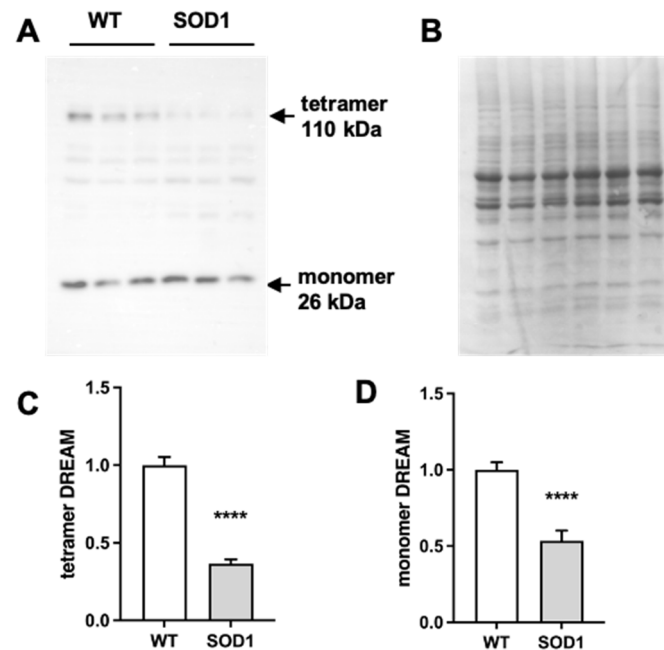 A
WT SOD1
tetramer
110 kDa
monomer
26 kDa
B
C
1.5
1.0
0.5
0.0
tetramer DREAM
****
WT SOD1
D
1.5
1.0
0.5
0.0
monomer DREAM
****
WT SOD1